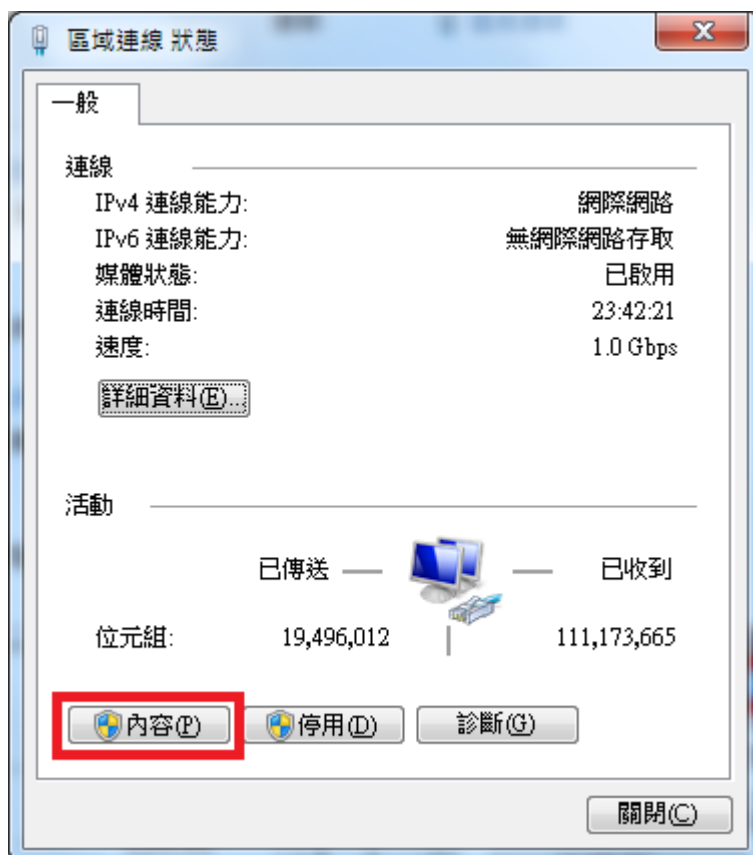 區域連線 狀態
一般
連線
IPv4 連線能力: 網際網路
IPv6 連線能力: 無網際網路存取
媒體狀態: 已啟用
連線時間: 23:42:21
速度: 1.0 Gbps
詳細資料(E)...
活動
已傳送 已收到
位元組: 19,496,012 111,173,665
內容(P) 停用(D) 診斷(G)
關閉(C)